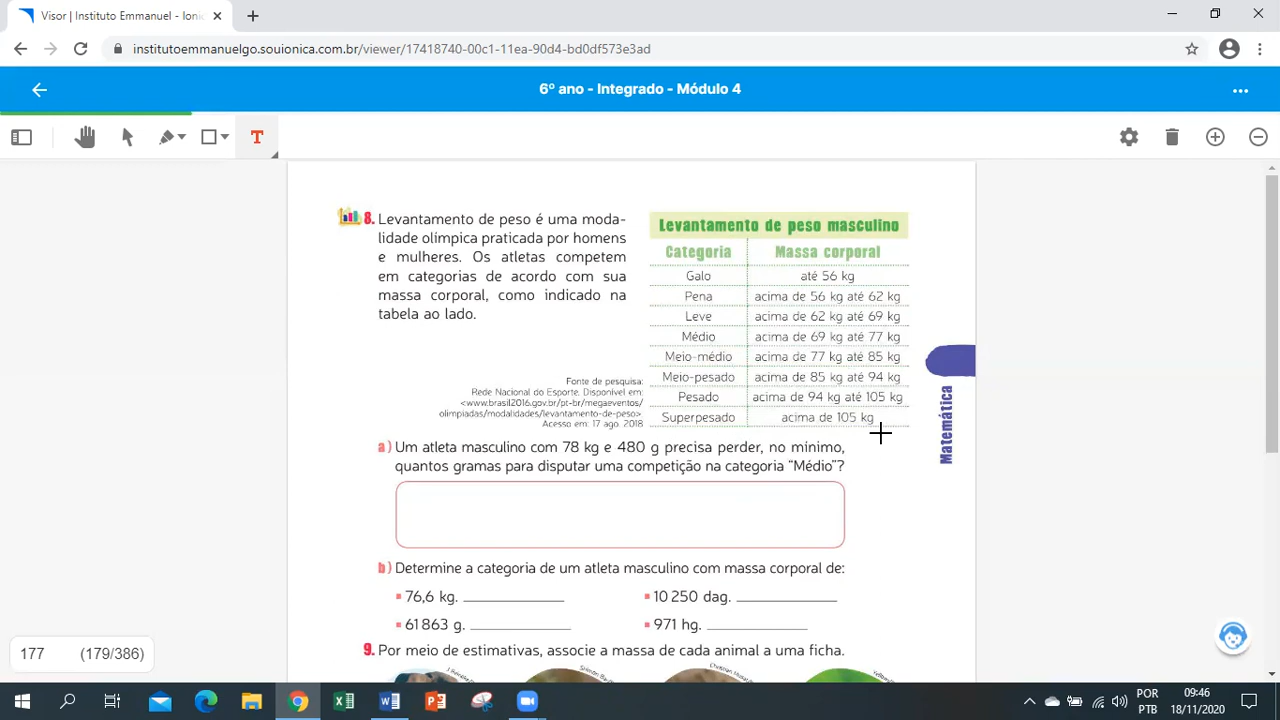 Visor | Instituto Emmanuel - Ioni
institutoemmanuelgo.souionica.com.br/viewer/17418740-00c1-11ea-90d4-bd0df573e3ad
6º ano - Integrado - Módulo 4
T
8. Levantamento de peso é uma moda-
lidade olímpica praticada por homens
e mulheres. Os atletas competem
em categorias de acordo com sua
massa corporal, como indicado na
tabela ao lado.
Fonte de pesquisa:
Rede Nacional do Esporte. Disponível em:
<www.brasil2016.gov.br/pt-br/megaeventos/
olimpiadas/modalidades/levantamento-de-peso>
Acesso em: 17 ago. 2018
Levantamento de peso masculino
Categoria Massa corporal
Galo até 56 kg
Pena acima de 56 kg até 62 kg
Leve acima de 62 kg até 69 kg
Médio acima de 69 kg até 77 kg
Meio-médio acima de 77 kg até 85 kg
Meio-pesado acima de 85 kg até 94 kg
Pesado acima de 94 kg até 105 kg
Superpesado acima de 105 kg
Matemática
a) Um atleta masculino com 78 kg e 480 g precisa perder, no mínimo,
quantos gramas para disputar uma competição na categoria “Médio”?
b) Determine a categoria de um atleta masculino com massa corporal de:
76,6 kg. 10 250 dag.
61 863 g. 971 hg.
9. Por meio de estimativas, associe a massa de cada animal a uma ficha.
177 (179/386)
POR
PTB
09:46
18/11/2020